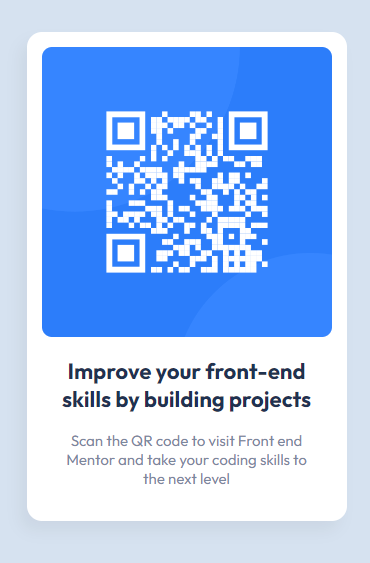 Improve your front-end
skills by building projects
Scan the QR code to visit Front end
Mentor and take your coding skills to
the next level